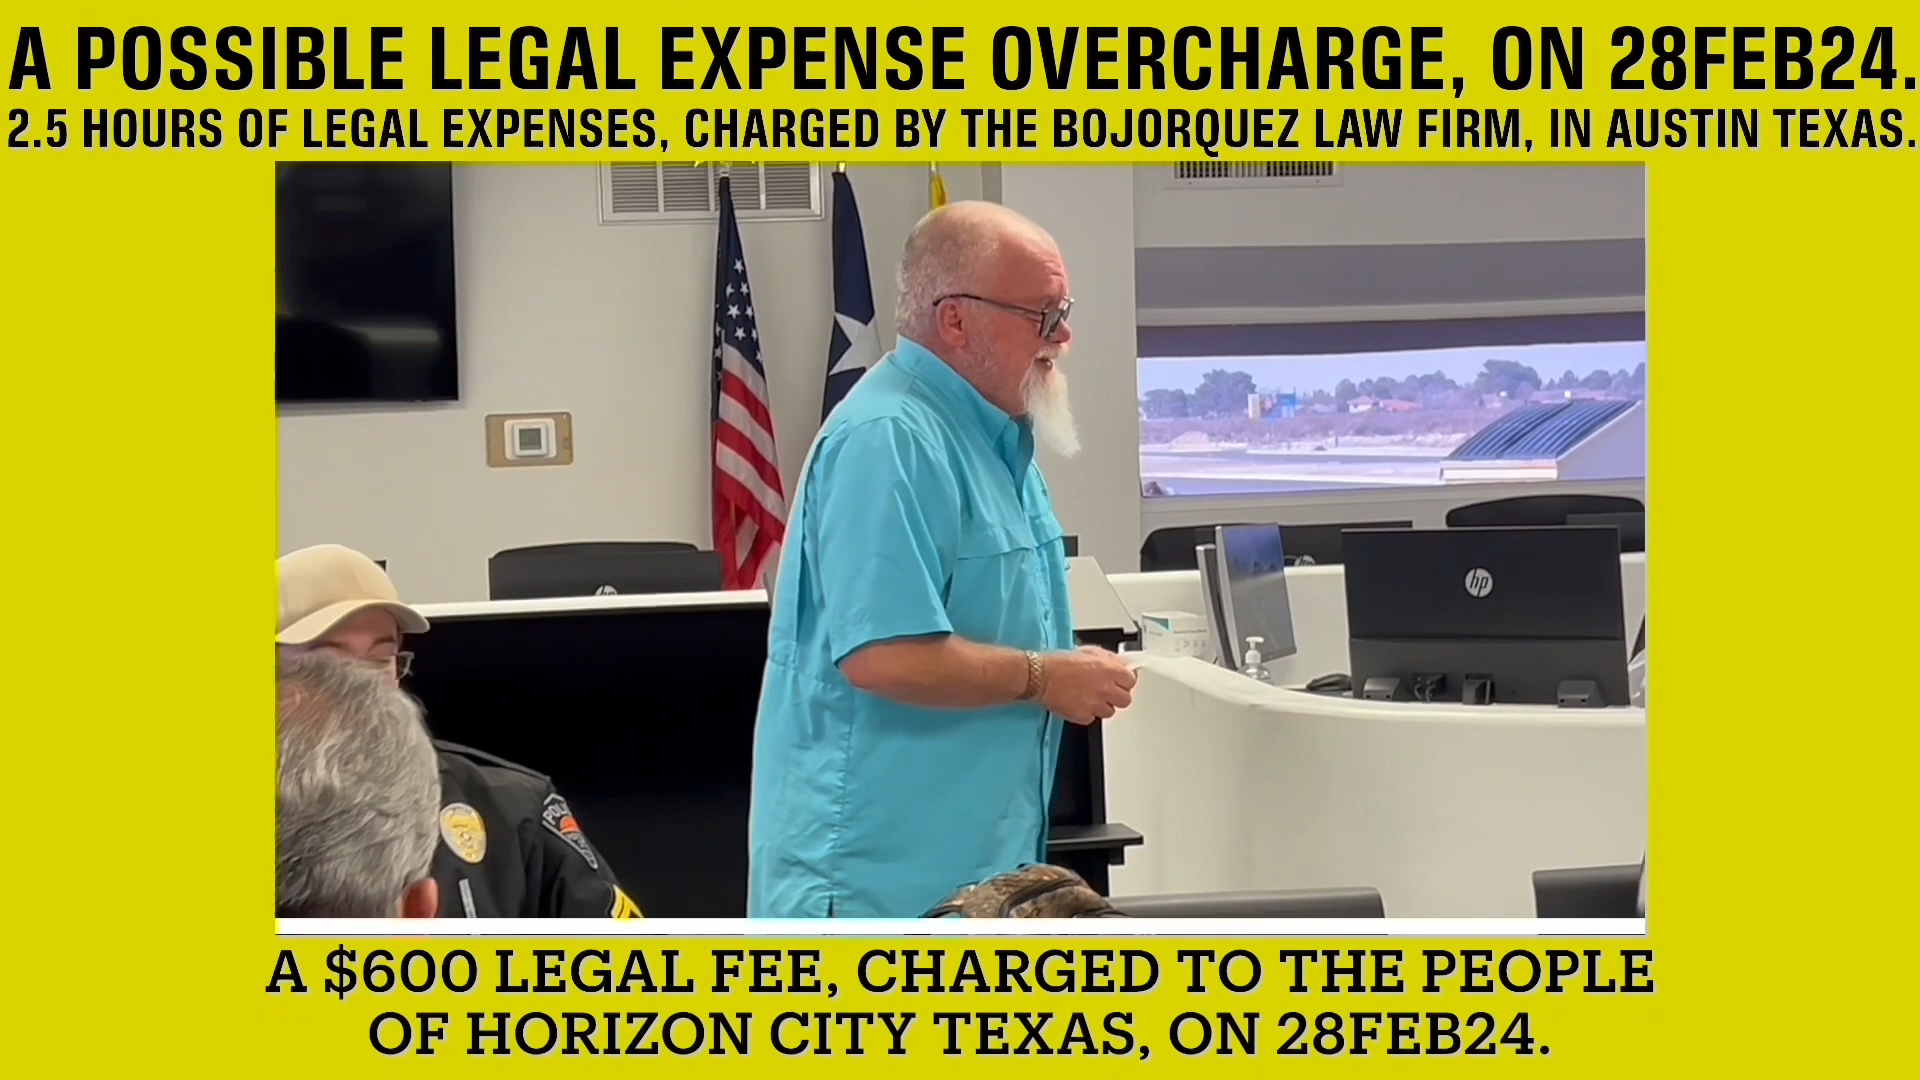 A POSSIBLE LEGAL EXPENSE OVERCHARGE, ON 28FEB24.
2.5 HOURS OF LEGAL EXPENSES, CHARGED BY THE BOJORQUEZ LAW FIRM, IN AUSTIN TEXAS.
hp
A $600 LEGAL FEE, CHARGED TO THE PEOPLE
OF HORIZON CITY TEXAS, ON 28FEB24.